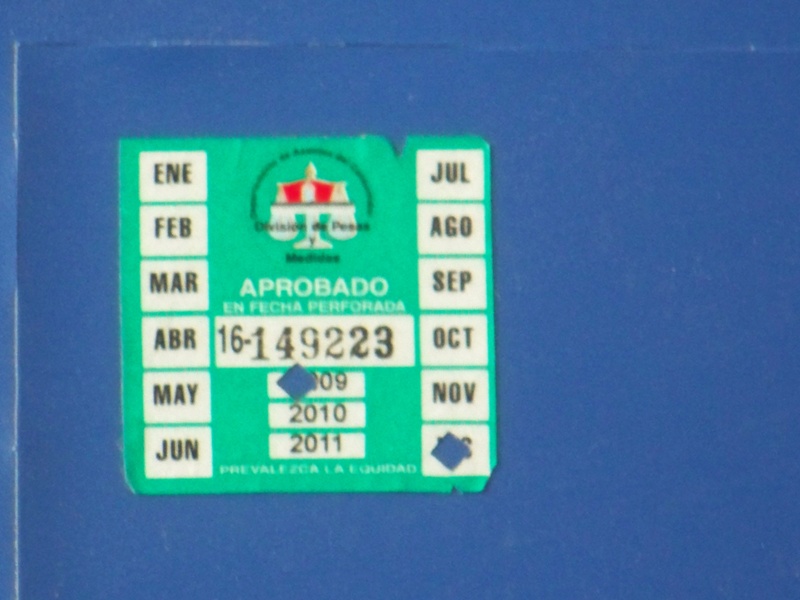 ENE
FEB
MAR
ABR
MAY
JUN
División de Pesas
y
Medidas
APROBADO
EN FECHA PERFORADA
16-149223
09
2010
2011
PREVALEZCA LA EQUIDAD
JUL
AGO
SEP
OCT
NOV